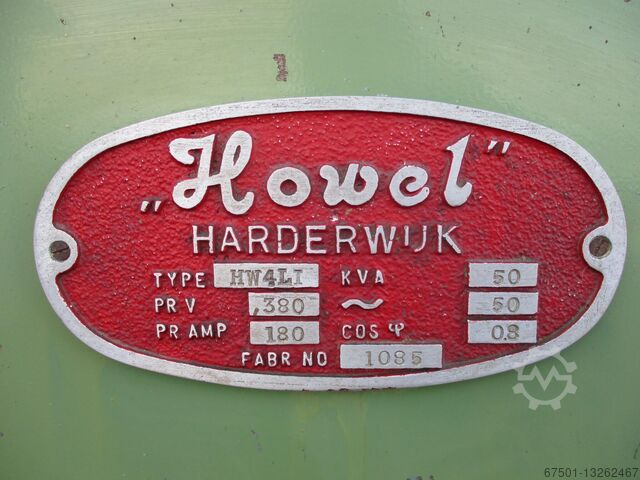 „Howel”
HARDERWIJK
TYPE HW4LI KVA 50
PR V 380 ~ 50
PR AMP 180 COS φ 0.8
FABR NO 1085
67501-13262467